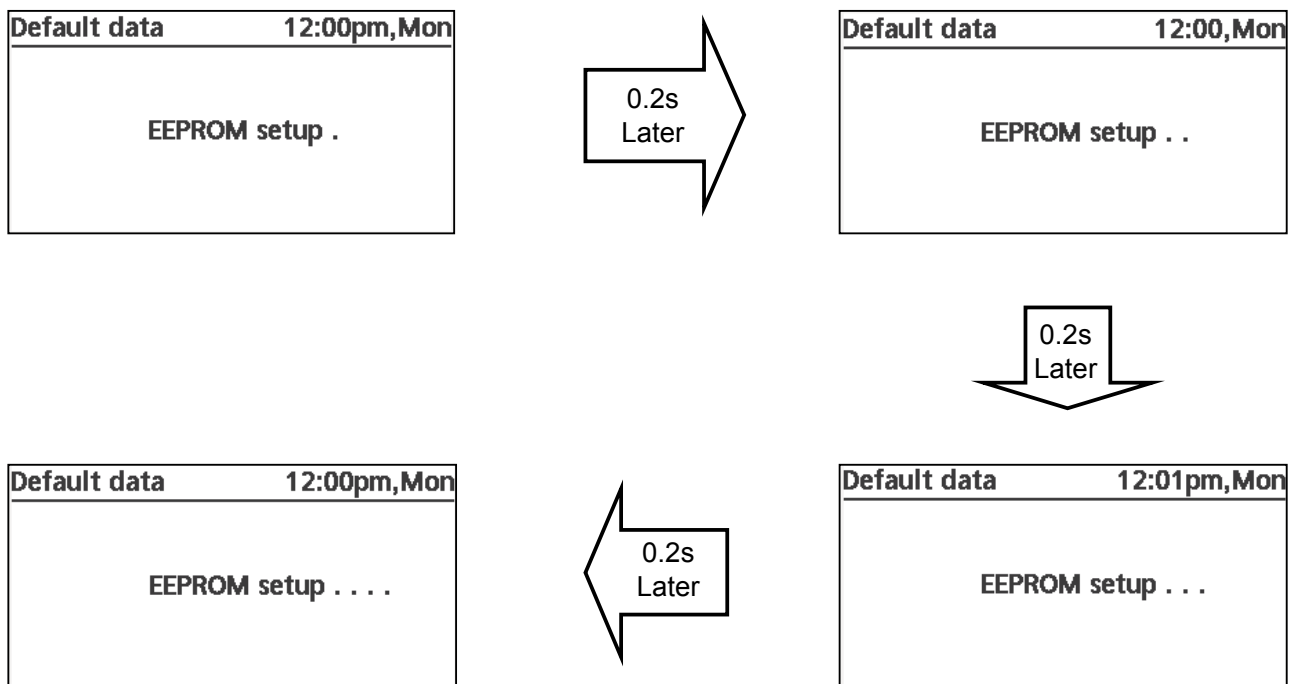 Default data 12:00pm,Mon
EEPROM setup .
0.2s
Later
Default data 12:00,Mon
EEPROM setup . .
0.2s
Later
Default data 12:01pm,Mon
EEPROM setup . . .
0.2s
Later
Default data 12:00pm,Mon
EEPROM setup . . . .